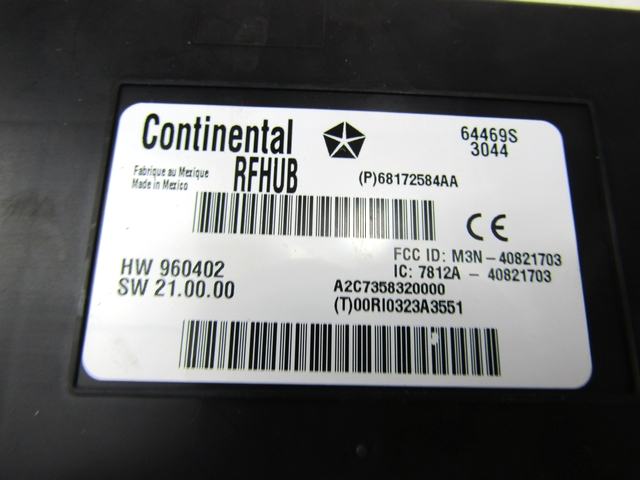 Continental
64469S
3044
Fabrique au Mexique
Made in Mexico
RFHUB
(P)68172584AA
CE
FCC ID: M3N-40821703
IC: 7812A - 40821703
HW 960402
SW 21.00.00
A2C7358320000
(T)00RI0323A3551